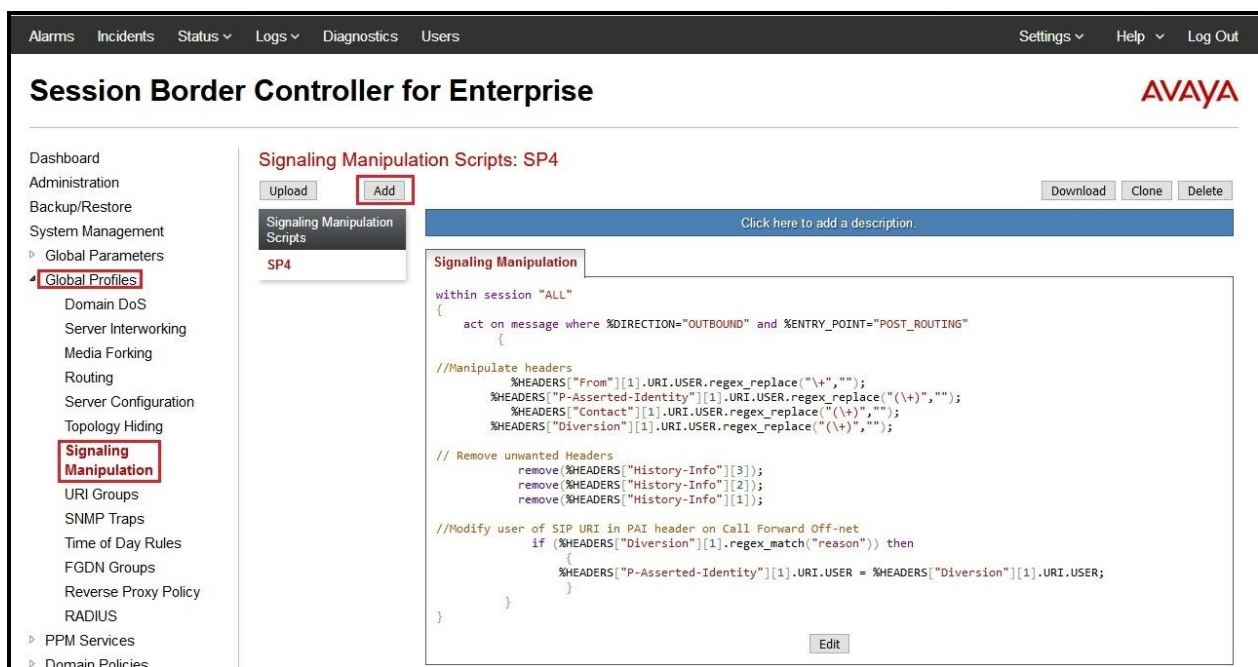 Alarms Incidents Status Logs Diagnostics Users Settings Help Log Out
Session Border Controller for Enterprise
AVAYA
Dashboard
Administration
Backup/Restore
System Management
Global Parameters
Global Profiles
Domain DoS
Server Interworking
Media Forking
Routing
Server Configuration
Topology Hiding
Signaling
Manipulation
URI Groups
SNMP Traps
Time of Day Rules
FGDN Groups
Reverse Proxy Policy
RADIUS
PPM Services
Domain Policies
Signaling Manipulation Scripts: SP4
Upload Add Download Clone Delete
Signaling Manipulation
Scripts
SP4
Click here to add a description.
Signaling Manipulation
within session "ALL"
{
act on message where %DIRECTION="OUTBOUND" and %ENTRY_POINT="POST_ROUTING"
{
//Manipulate headers
%HEADERS["From"][1].URI.USER.regex_replace("\+","");
%HEADERS["P-Asserted-Identity"][1].URI.USER.regex_replace("(\+)","");
%HEADERS["Contact"][1].URI.USER.regex_replace("(\+)","");
%HEADERS["Diversion"][1].URI.USER.regex_replace("(\+)","");
// Remove unwanted Headers
remove(%HEADERS["History-Info"][3]);
remove(%HEADERS["History-Info"][2]);
remove(%HEADERS["History-Info"][1]);
//Modify user of SIP URI in PAI header on Call Forward Off-net
if (%HEADERS["Diversion"][1].regex_match("reason")) then
{
%HEADERS["P-Asserted-Identity"][1].URI.USER = %HEADERS["Diversion"][1].URI.USER;
}
}
}
Edit